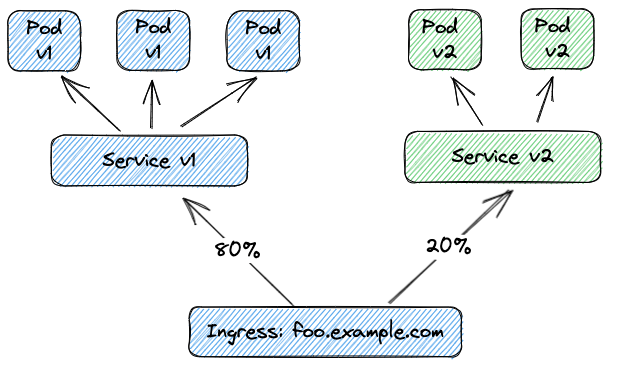 Pod
v1
Pod
v1
Pod
v1
Pod
v2
Pod
v2
Service v1
Service v2
80%
20%
Ingress: foo.example.com